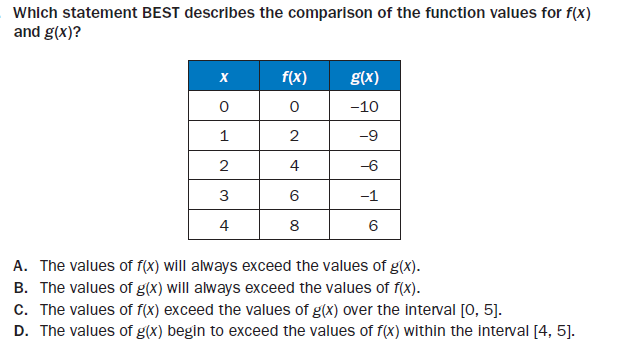 Which statement BEST describes the comparison of the function values for f(x)
and g(x)?
x f(x) g(x)
0 0 −10
1 2 −9
2 4 −6
3 6 −1
4 8 6
A. The values of f(x) will always exceed the values of g(x).
B. The values of g(x) will always exceed the values of f(x).
C. The values of f(x) exceed the values of g(x) over the interval [0, 5].
D. The values of g(x) begin to exceed the values of f(x) within the interval [4, 5].